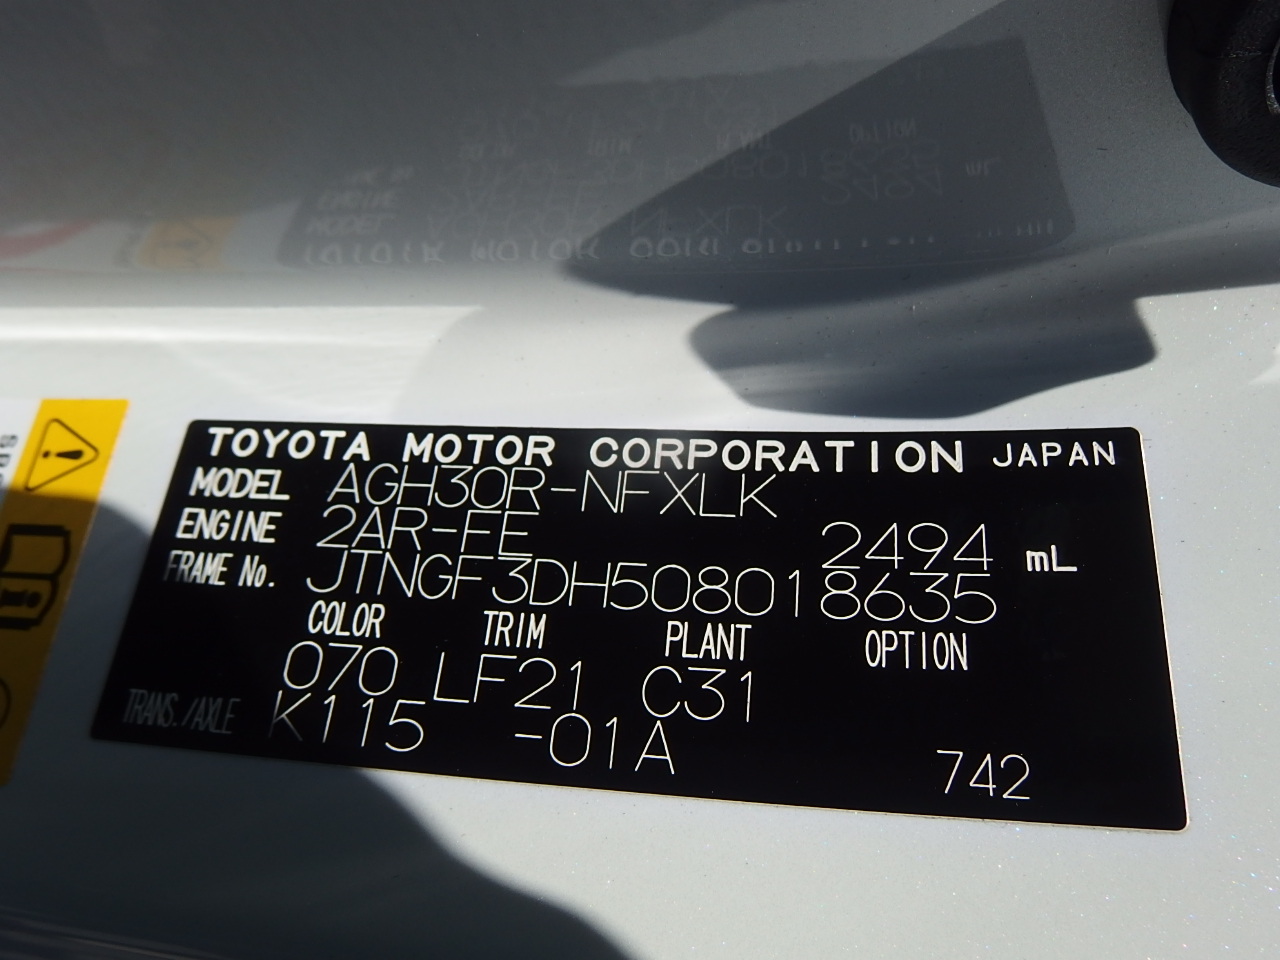 TOYOTA MOTOR CORPORATION JAPAN
MODEL AGH30R-NFXLK
ENGINE 2AR-FE 2494 mL
FRAME No. JTNGF3DH508018635
COLOR TRIM PLANT OPTION
070 LF21 C31
TRANS./AXLE K115 -01A
742
SRS